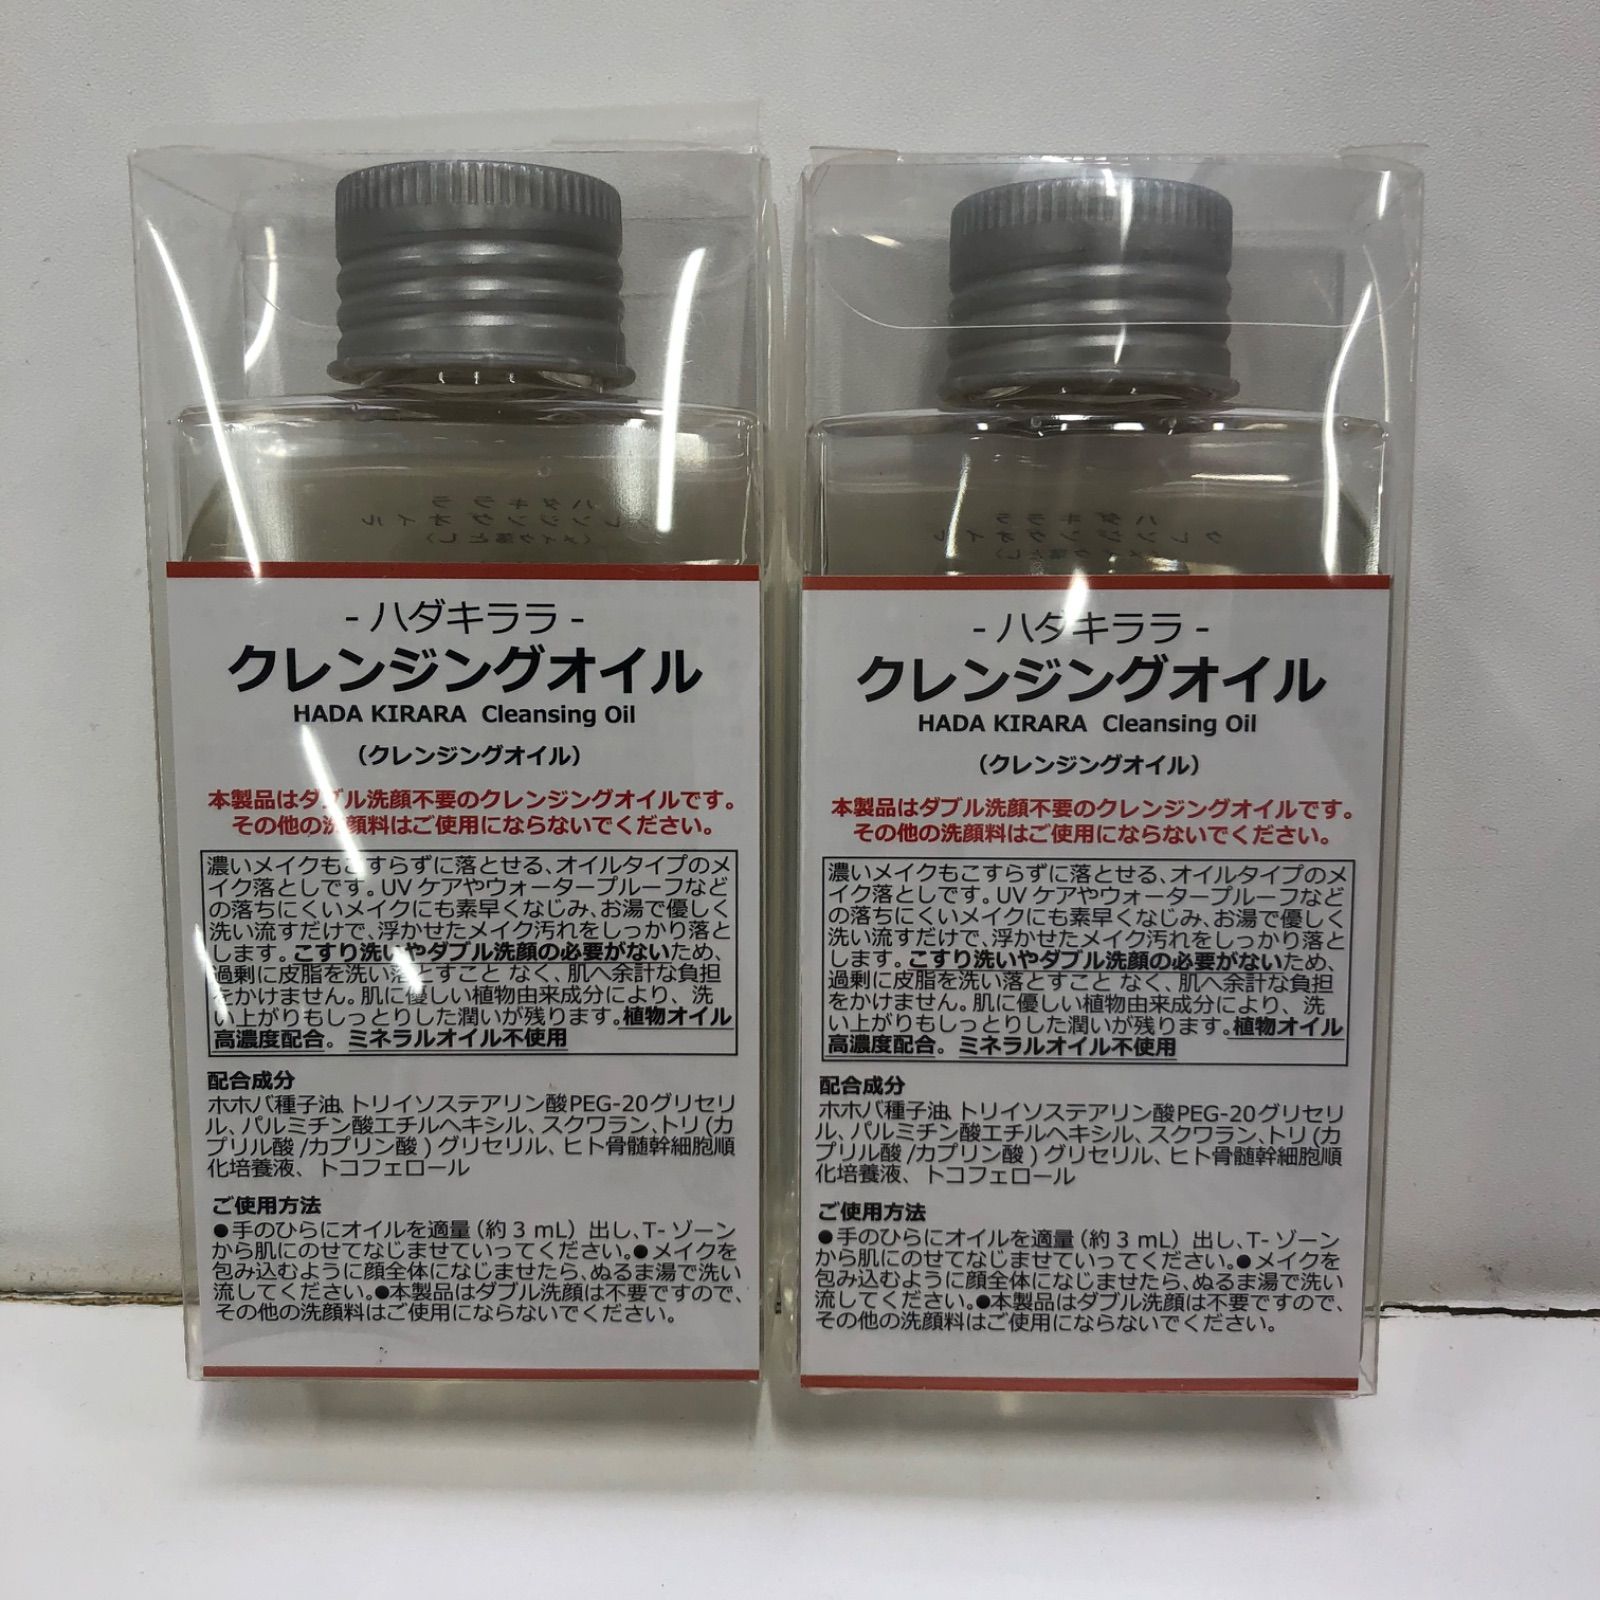 - ハダキララ -
クレンジングオイル
HADA KIRARA Cleansing Oil
（クレンジングオイル）
本製品はダブル洗顔不要のクレンジングオイルです。
その他の洗顔料はご使用にならないでください。
濃いメイクもこすらずに落とせる、オイルタイプのメ
イク落としです。UV ケアやウォータープルーフなど
の落ちにくいメイクにも素早くなじみ、お湯で優しく
洗い流すだけで、浮かせたメイク汚れをしっかり落と
します。こすり洗いやダブル洗顔の必要がないため、
過剰に皮脂を洗い落とすこと なく、肌へ余計な負担
をかけません。肌に優しい植物由来成分により、洗
い上がりもしっとりした潤いが残ります。植物オイル
高濃度配合。ミネラルオイル不使用
配合成分
ホホバ種子油、トリイソステアリン酸PEG-20グリセリ
ル、パルミチン酸エチルヘキシル、スクワラン、トリ(カ
プリル酸 /カプリン酸 ) グリセリル、ヒト骨髄幹細胞順
化培養液、トコフェロール
ご使用方法
●手のひらにオイルを適量（約 3 mL）出し、T- ゾーン
から肌にのせてなじませていってください。●メイクを
包み込むように顔全体になじませたら、ぬるま湯で洗い
流してください。●本製品はダブル洗顔は不要ですので、
その他の洗顔料はご使用にならないでください。
- ハダキララ -
クレンジングオイル
HADA KIRARA Cleansing Oil
（クレンジングオイル）
本製品はダブル洗顔不要のクレンジングオイルです。
その他の洗顔料はご使用にならないでください。
濃いメイクもこすらずに落とせる、オイルタイプのメ
イク落としです。UV ケアやウォータープルーフなど
の落ちにくいメイクにも素早くなじみ、お湯で優しく
洗い流すだけで、浮かせたメイク汚れをしっかり落と
します。こすり洗いやダブル洗顔の必要がないため、
過剰に皮脂を洗い落とすこと なく、肌へ余計な負担
をかけません。肌に優しい植物由来成分により、洗
い上がりもしっとりした潤いが残ります。植物オイル
高濃度配合。ミネラルオイル不使用
配合成分
ホホバ種子油、トリイソステアリン酸PEG-20グリセリ
ル、パルミチン酸エチルヘキシル、スクワラン、トリ(カ
プリル酸 /カプリン酸 ) グリセリル、ヒト骨髄幹細胞順
化培養液、トコフェロール
ご使用方法
●手のひらにオイルを適量（約 3 mL）出し、T- ゾーン
から肌にのせてなじませていってください。●メイクを
包み込むように顔全体になじませたら、ぬるま湯で洗い
流してください。●本製品はダブル洗顔は不要ですので、
その他の洗顔料はご使用にならないでください。